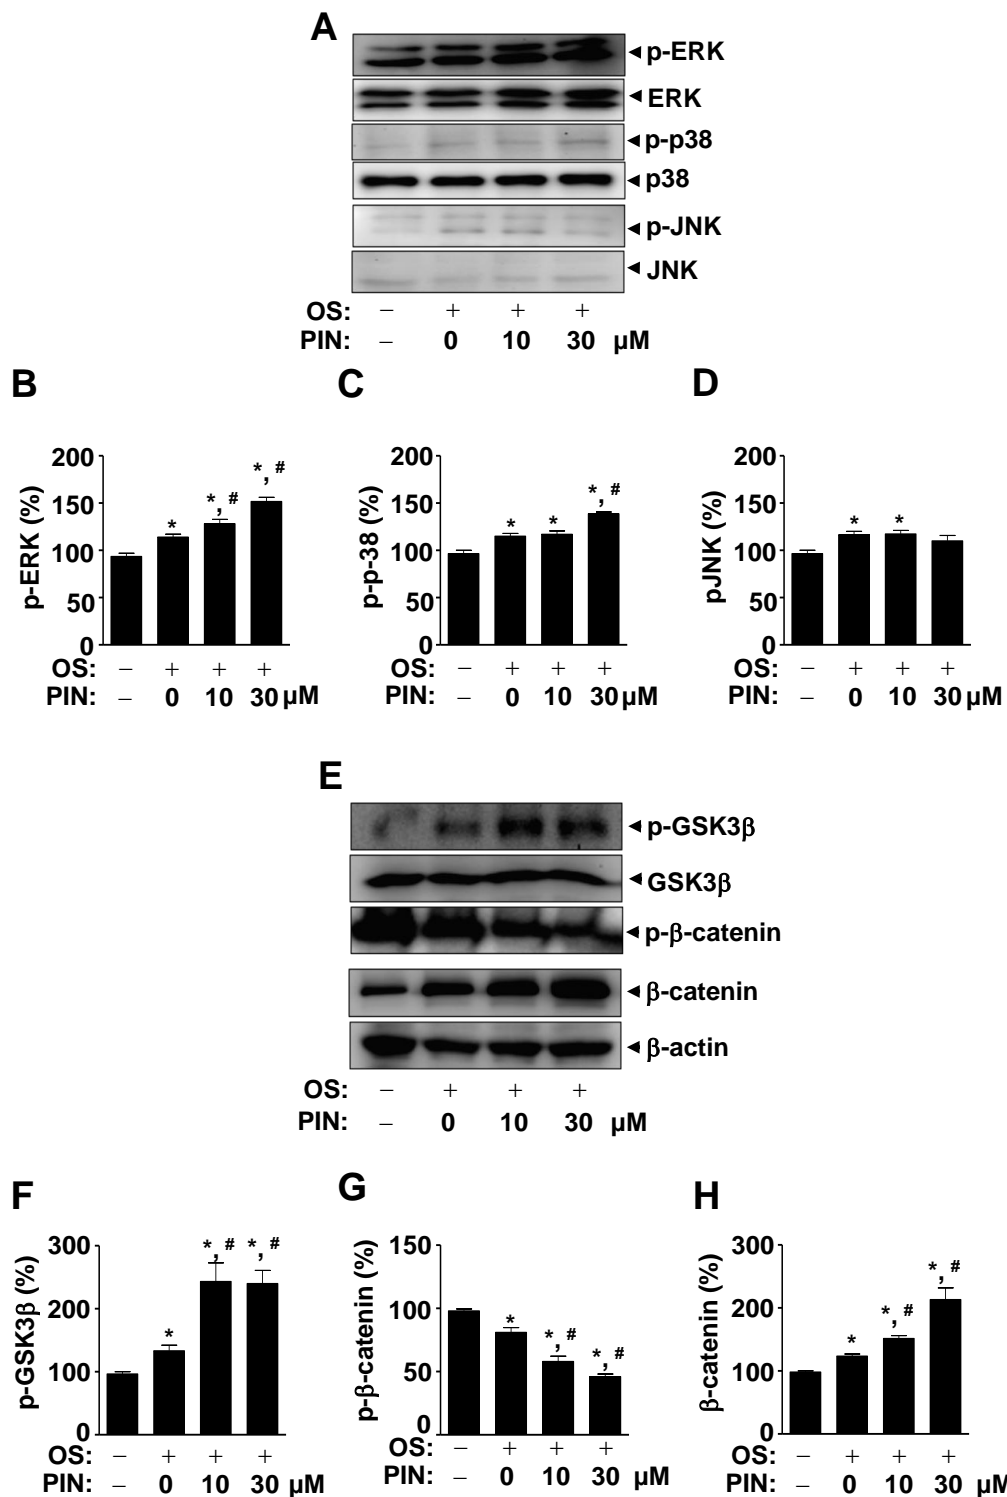 A
p-ERK
ERK
p-p38
p38
p-JNK
JNK
OS: – + + +
PIN: – 0 10 30 µM
B
C
D
p-ERK (%)
200
150
100
50
0
*
*, #
*, #
OS: – + + +
PIN: – 0 10 30 µM
p-p-38 (%)
200
150
100
50
0
*
*
*, #
OS: – + + +
PIN: – 0 10 30 µM
pJNK (%)
200
150
100
50
0
*
*
OS: – + + +
PIN: – 0 10 30 µM
E
p-GSK3β
GSK3β
p-β-catenin
β-catenin
β-actin
OS: – + + +
PIN: – 0 10 30 µM
F
G
H
p-GSK3β (%)
300
200
100
0
*
*, #
*, #
OS: – + + +
PIN: – 0 10 30 µM
p-β-catenin (%)
150
100
50
0
*
*, #
*, #
OS: – + + +
PIN: – 0 10 30 µM
β-catenin (%)
300
200
100
0
*
*, #
*, #
OS: – + + +
PIN: – 0 10 30 µM